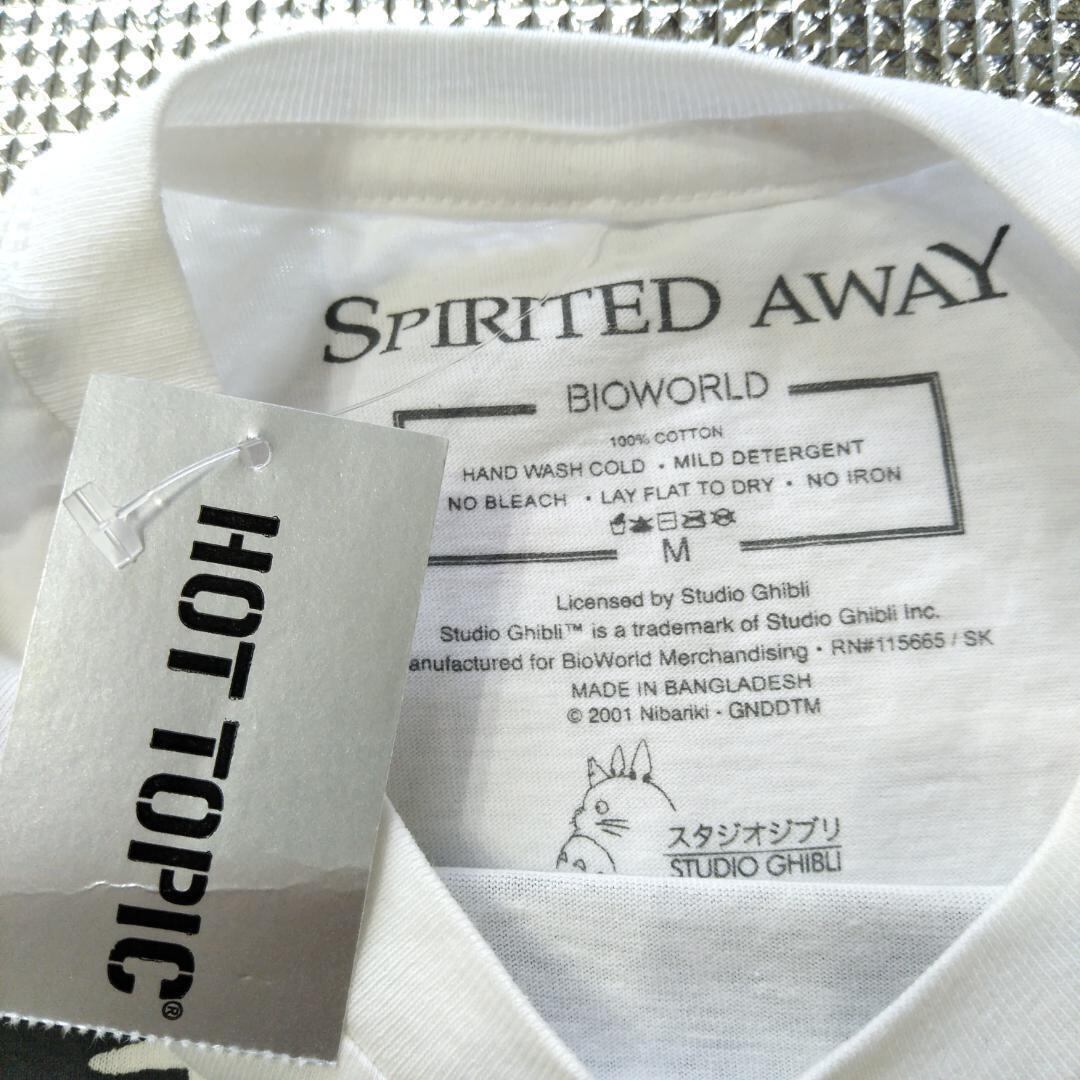 SPIRITED AWAY
BIOWORLD
100% COTTON
HAND WASH COLD • MILD DETERGENT
NO BLEACH • LAY FLAT TO DRY • NO IRON
M
Licensed by Studio Ghibli
Studio Ghibli™ is a trademark of Studio Ghibli Inc.
anufactured for BioWorld Merchandising • RN#115665 / SK
MADE IN BANGLADESH
© 2001 Nibariki - GNDDTM
スタジオジブリ
STUDIO GHIBLI
HOT TOPIC®